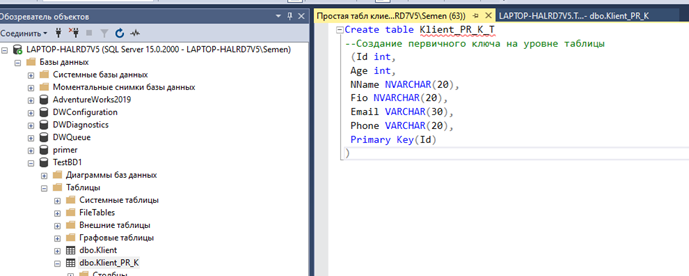 Обозреватель объектов
Соединить
LAPTOP-HALRD7V5 (SQL Server 15.0.2000 - LAPTOP-HALRD7V5\Semen)
Базы данных
Системные базы данных
Моментальные снимки базы данных
AdventureWorks2019
DWConfiguration
DWDiagnostics
DWQueue
primer
TestBD1
Диаграммы баз данных
Таблицы
Системные таблицы
FileTables
Внешние таблицы
Графовые таблицы
dbo.Klient
dbo.Klient_PR_K
Столбцы
Простая табл клие...RD7V5\Semen (63))
LAPTOP-HALRD7V5.T...- dbo.Klient_PR_K
Create table Klient_PR_K_T
--Создание первичного ключа на уровне таблицы
(Id int,
Age int,
NName NVARCHAR(20),
Fio NVARCHAR(20),
Email VARCHAR(30),
Phone VARCHAR(20),
Primary Key(Id)
)